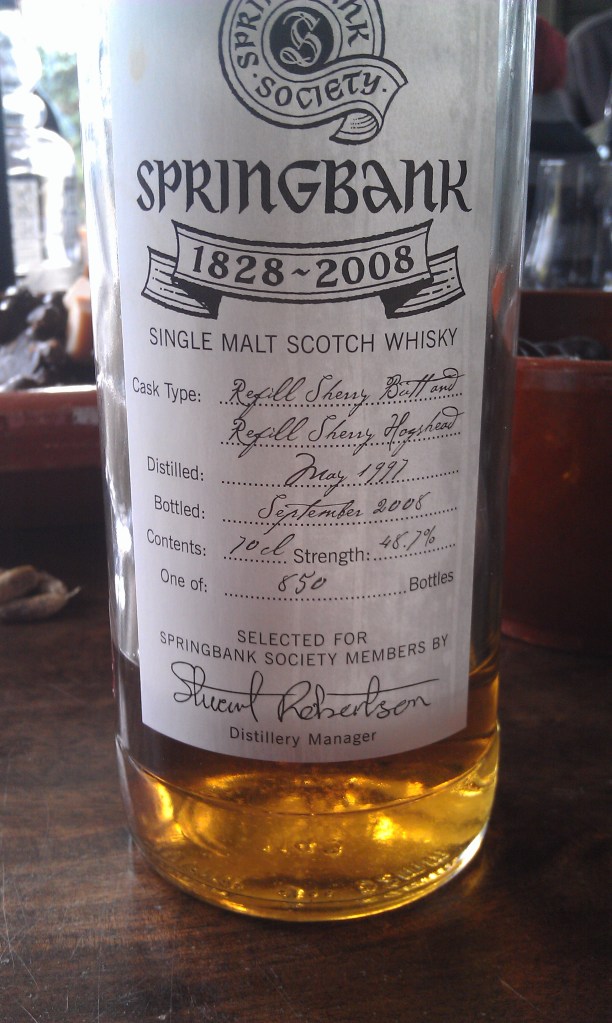 SPRINGBANK
· SOCIETY ·
S
SPRINGBANK
1828~2008
SINGLE MALT SCOTCH WHISKY
Cask Type: Refill Sherry Butt and
Refill Sherry Hogshead
Distilled: May 1997
Bottled: September 2008
Contents: 70cl Strength: 48.7%
One of: 850 Bottles
SELECTED FOR
SPRINGBANK SOCIETY MEMBERS BY
Stuart Robertson
Distillery Manager